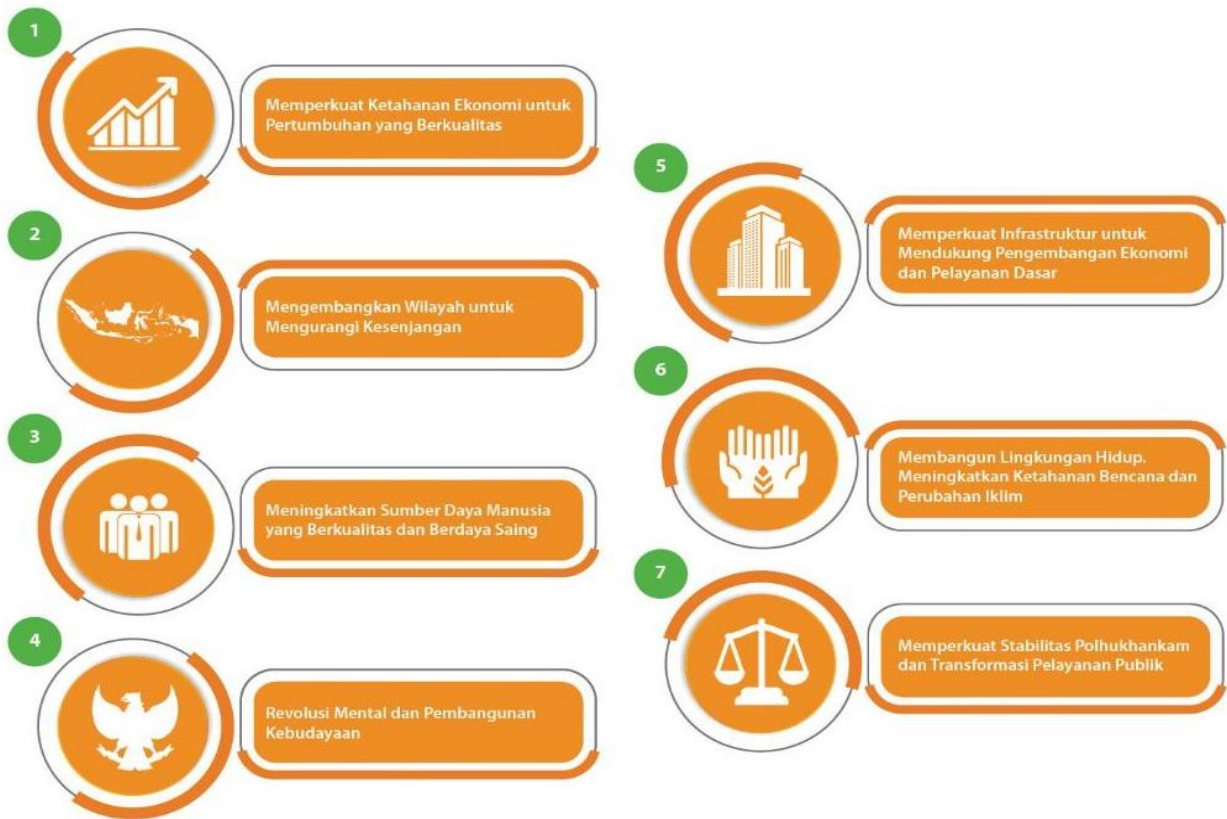 1
Memperkuat Ketahanan Ekonomi untuk
Pertumbuhan yang Berkualitas
2
Mengembangkan Wilayah untuk
Mengurangi Kesenjangan
3
Meningkatkan Sumber Daya Manusia
yang Berkualitas dan Berdaya Saing
4
Revolusi Mental dan Pembangunan
Kebudayaan
5
Memperkuat Infrastruktur untuk
Mendukung Pengembangan Ekonomi
dan Pelayanan Dasar
6
Membangun Lingkungan Hidup.
Meningkatkan Ketahanan Bencana dan
Perubahan Iklim
7
Memperkuat Stabilitas Polhukhankam
dan Transformasi Pelayanan Publik